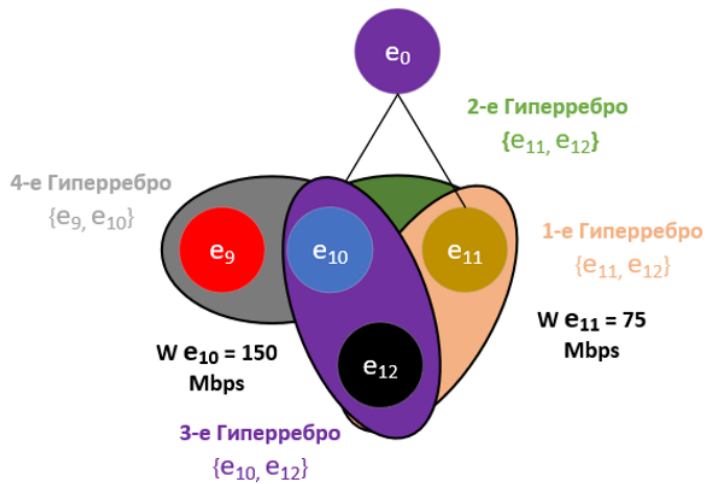 e₀
2-е Гиперребро
{e₁₁, e₁₂}
4-е Гиперребро
{e₉, e₁₀}
e₉
e₁₀
e₁₁
1-е Гиперребро
{e₁₁, e₁₂}
W e₁₁ = 75
Mbps
W e₁₀ = 150
Mbps
e₁₂
3-е Гиперребро
{e₁₀, e₁₂}